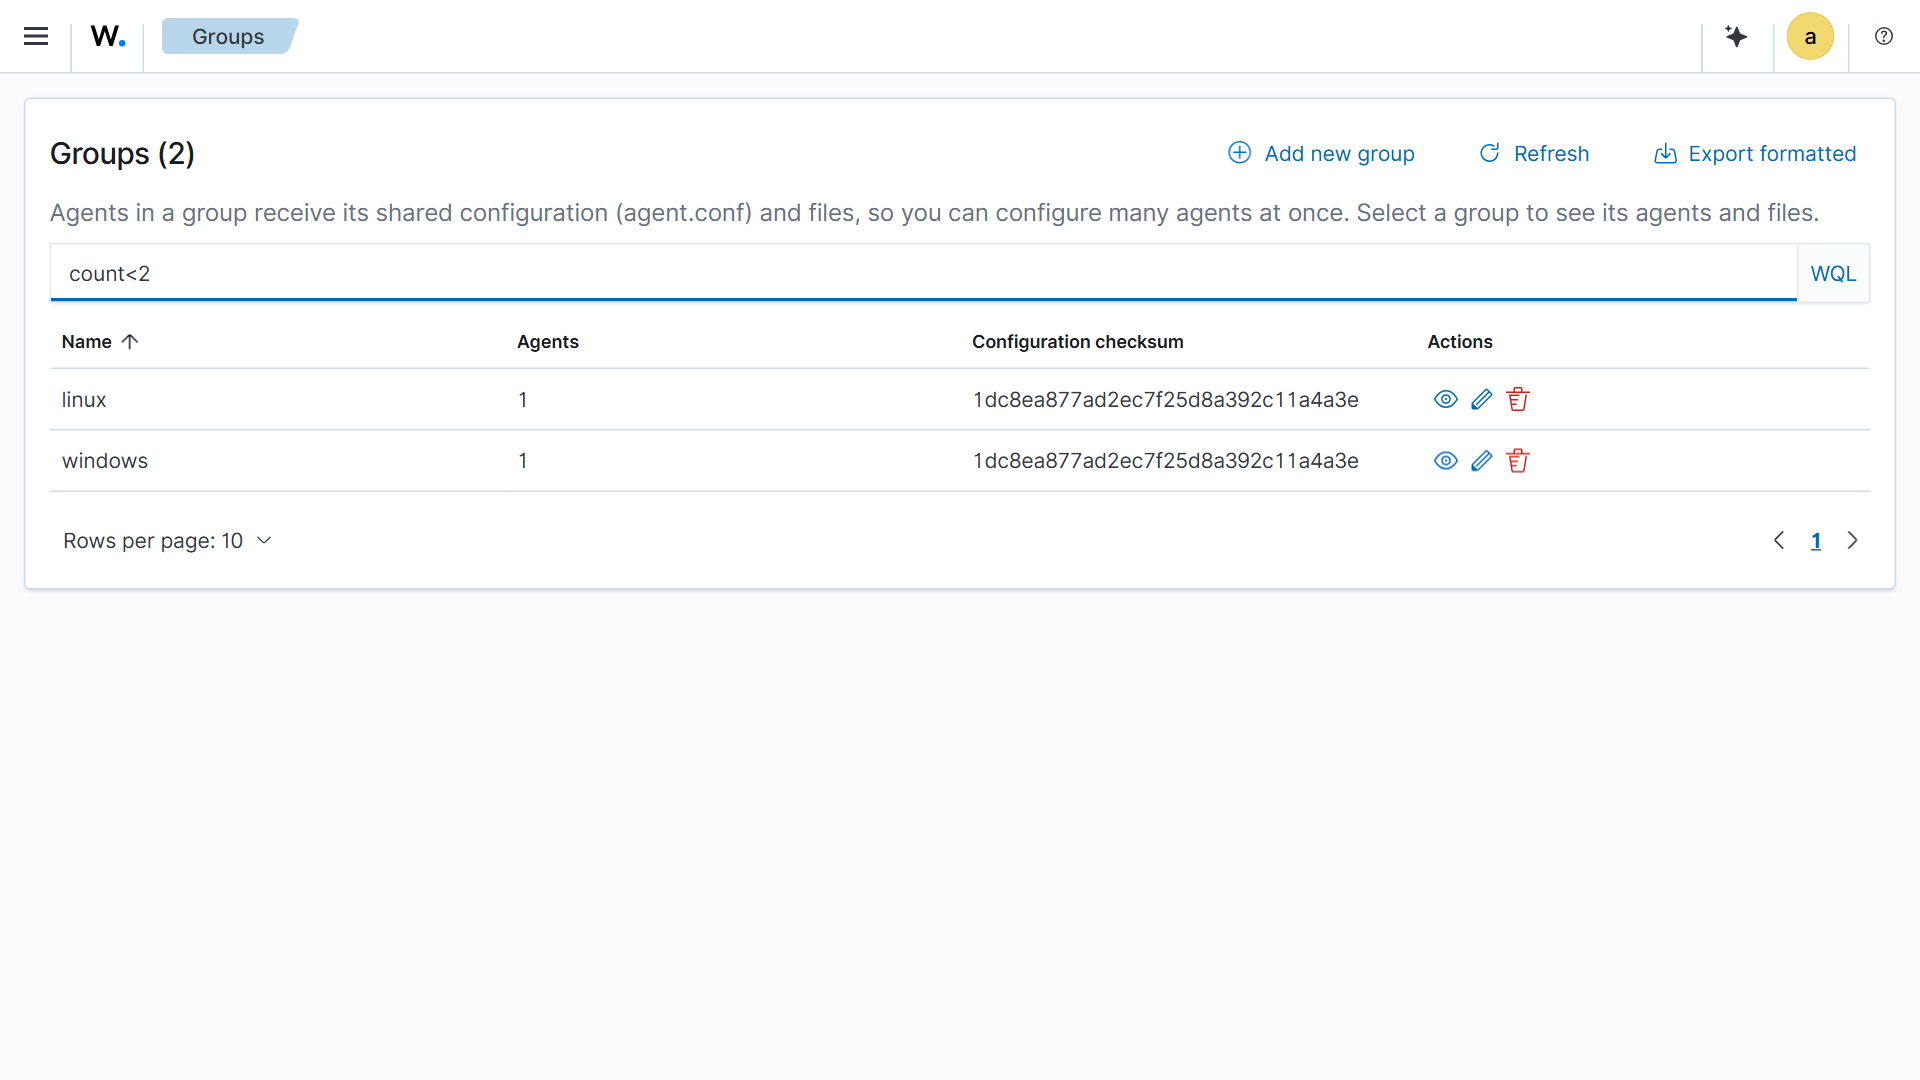 W.
Groups
a
Groups (2)
Add new group
Refresh
Export formatted
Agents in a group receive its shared configuration (agent.conf) and files, so you can configure many agents at once. Select a group to see its agents and files.
count<2
WQL
Name Agents Configuration checksum Actions
linux 1 1dc8ea877ad2ec7f25d8a392c11a4a3e
windows 1 1dc8ea877ad2ec7f25d8a392c11a4a3e
Rows per page: 10
1